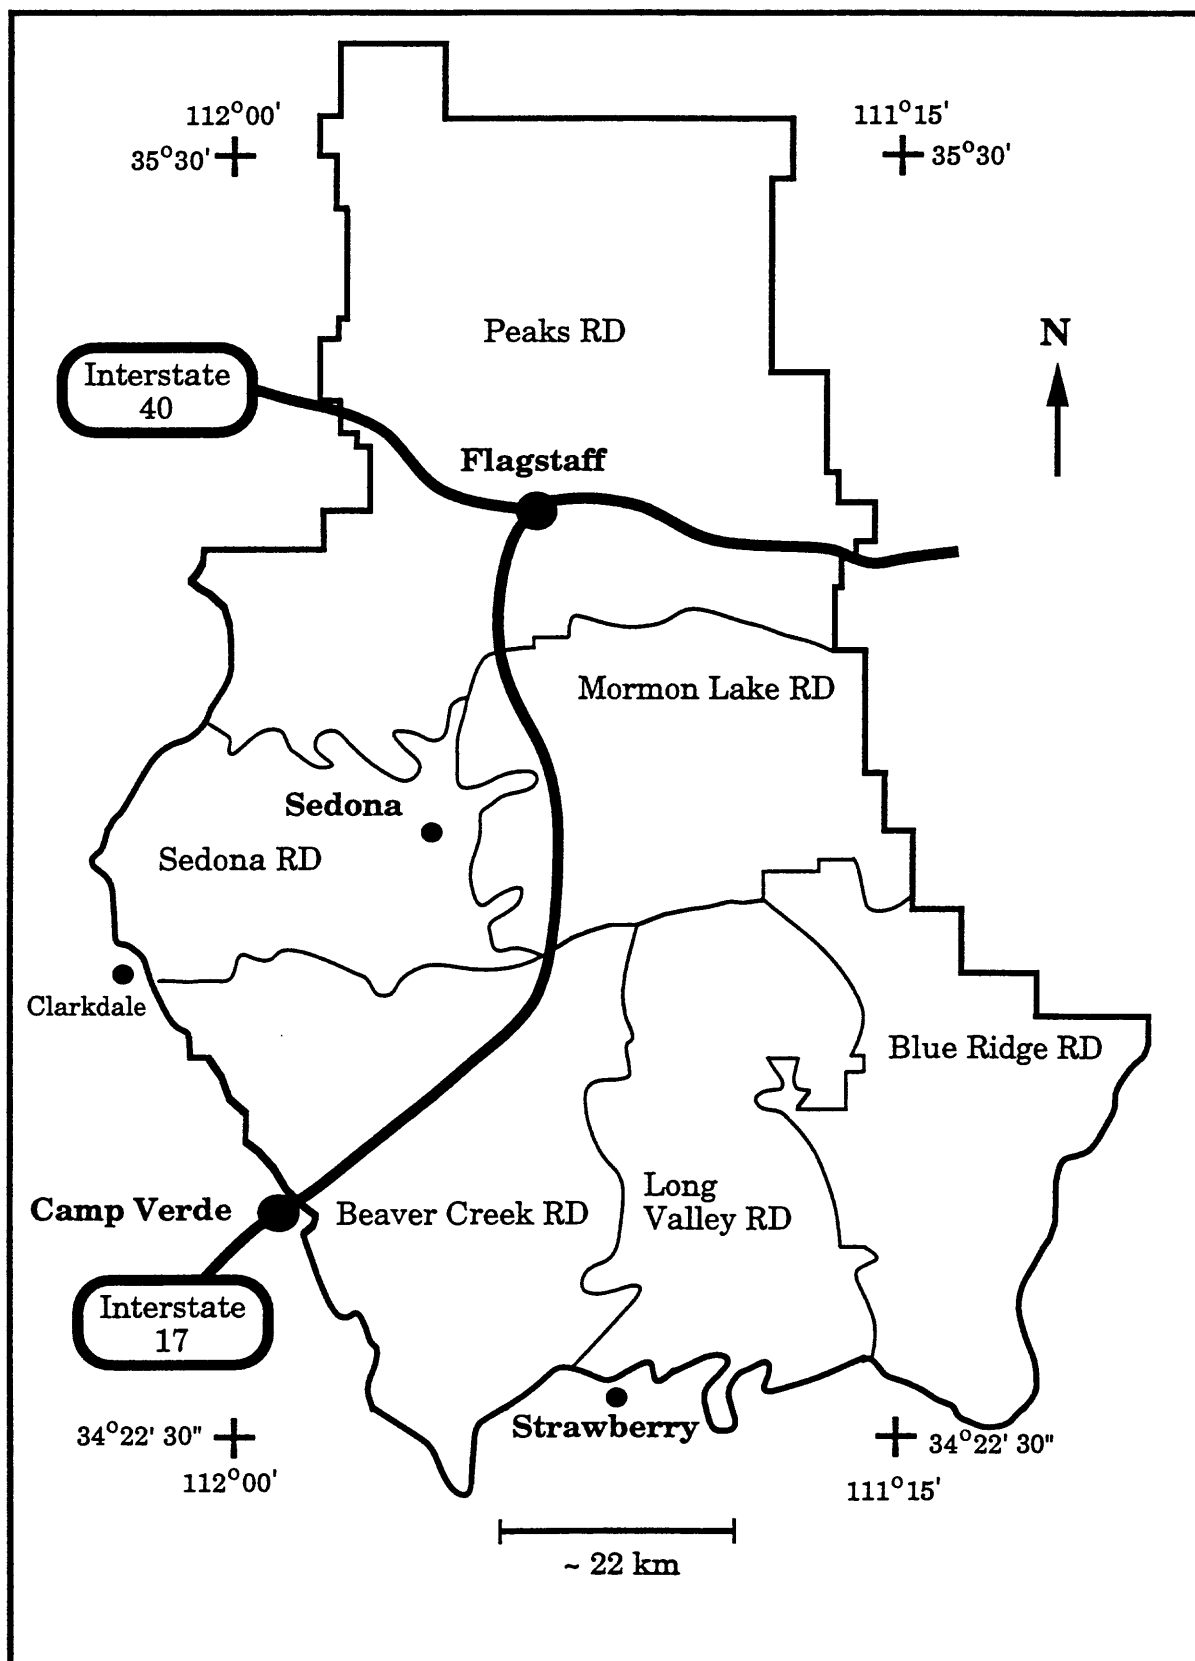 112°00'
111°15'
35°30'
35°30'
Peaks RD
N
Interstate
40
Flagstaff
Mormon Lake RD
Sedona
Sedona RD
Clarkdale
Blue Ridge RD
Long
Valley RD
Camp Verde
Beaver Creek RD
Interstate
17
Strawberry
34°22' 30"
34°22' 30"
112°00'
111°15'
~ 22 km